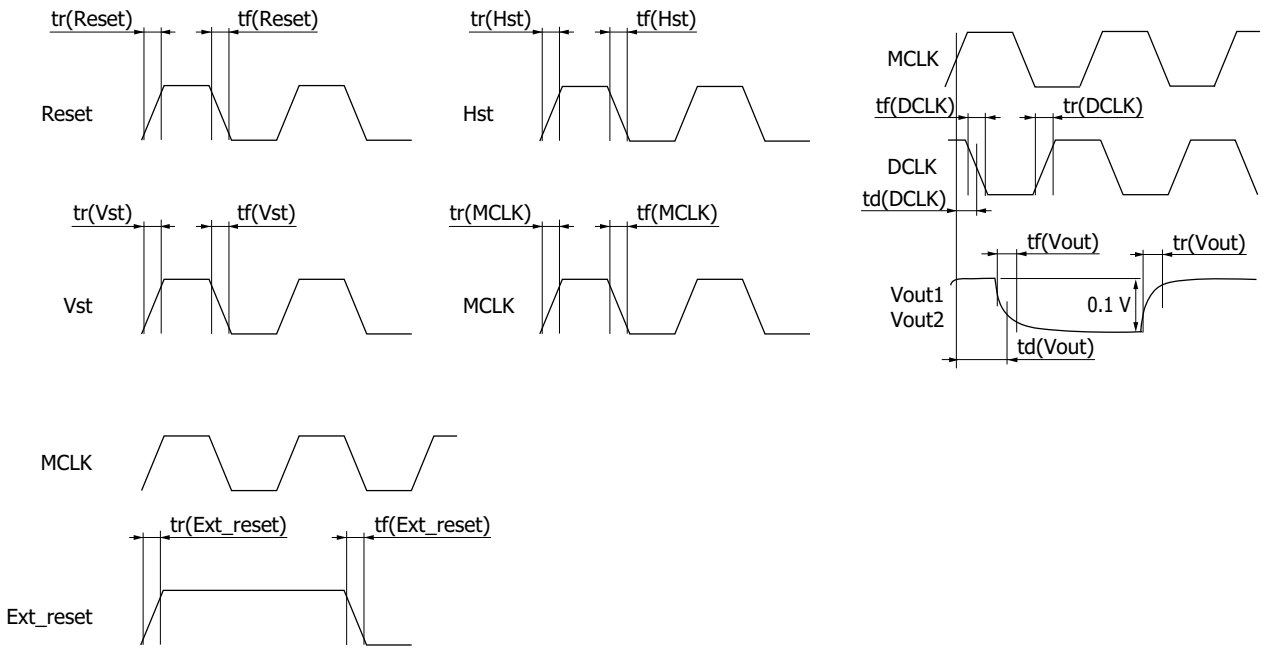 tr(Reset) tf(Reset)
Reset
tr(Hst) tf(Hst)
Hst
MCLK
tf(DCLK) tr(DCLK)
DCLK
td(DCLK)
tr(Vst) tf(Vst)
Vst
tr(MCLK) tf(MCLK)
MCLK
tf(Vout) tr(Vout)
Vout1
Vout2
0.1 V
td(Vout)
MCLK
tr(Ext_reset) tf(Ext_reset)
Ext_reset